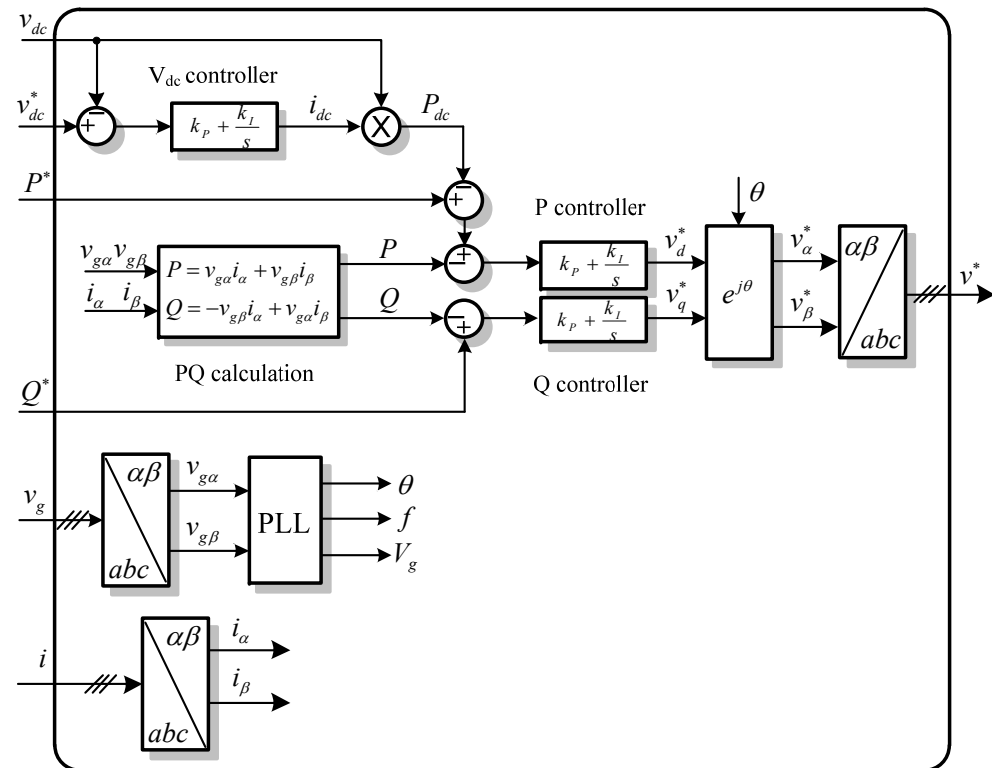 v_dc
V_dc controller
v*_dc
−
+
k_P + k_I/s
i_dc
X
P_dc
P*
−
+
P controller
θ
v_gα v_gβ
i_α i_β
P = v_gα i_α + v_gβ i_β
Q = −v_gβ i_α + v_gα i_β
P
Q
+
−
−
+
k_P + k_I/s
k_P + k_I/s
v*_d
v*_q
e^jθ
v*_α
v*_β
αβ
abc
v*
PQ calculation
Q controller
Q*
v_g
αβ
abc
v_gα
v_gβ
PLL
θ
f
V_g
i
αβ
abc
i_α
i_β